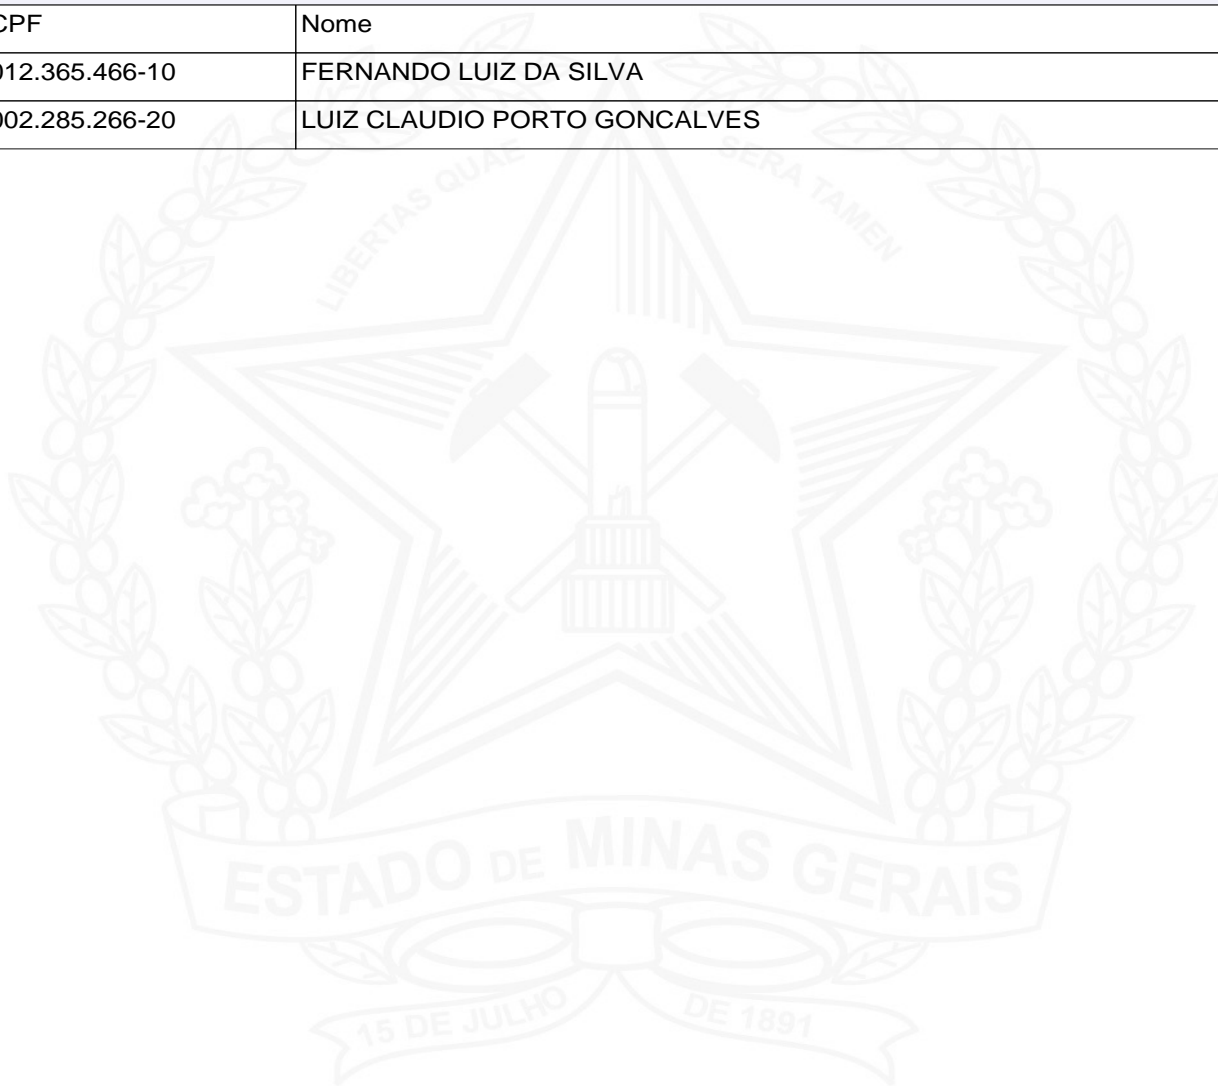 CPF Nome
012.365.466-10 FERNANDO LUIZ DA SILVA
002.285.266-20 LUIZ CLAUDIO PORTO GONCALVES
LIBERTAS QUAE SERA TAMEN
ESTADO DE MINAS GERAIS
15 DE JULHO DE 1891